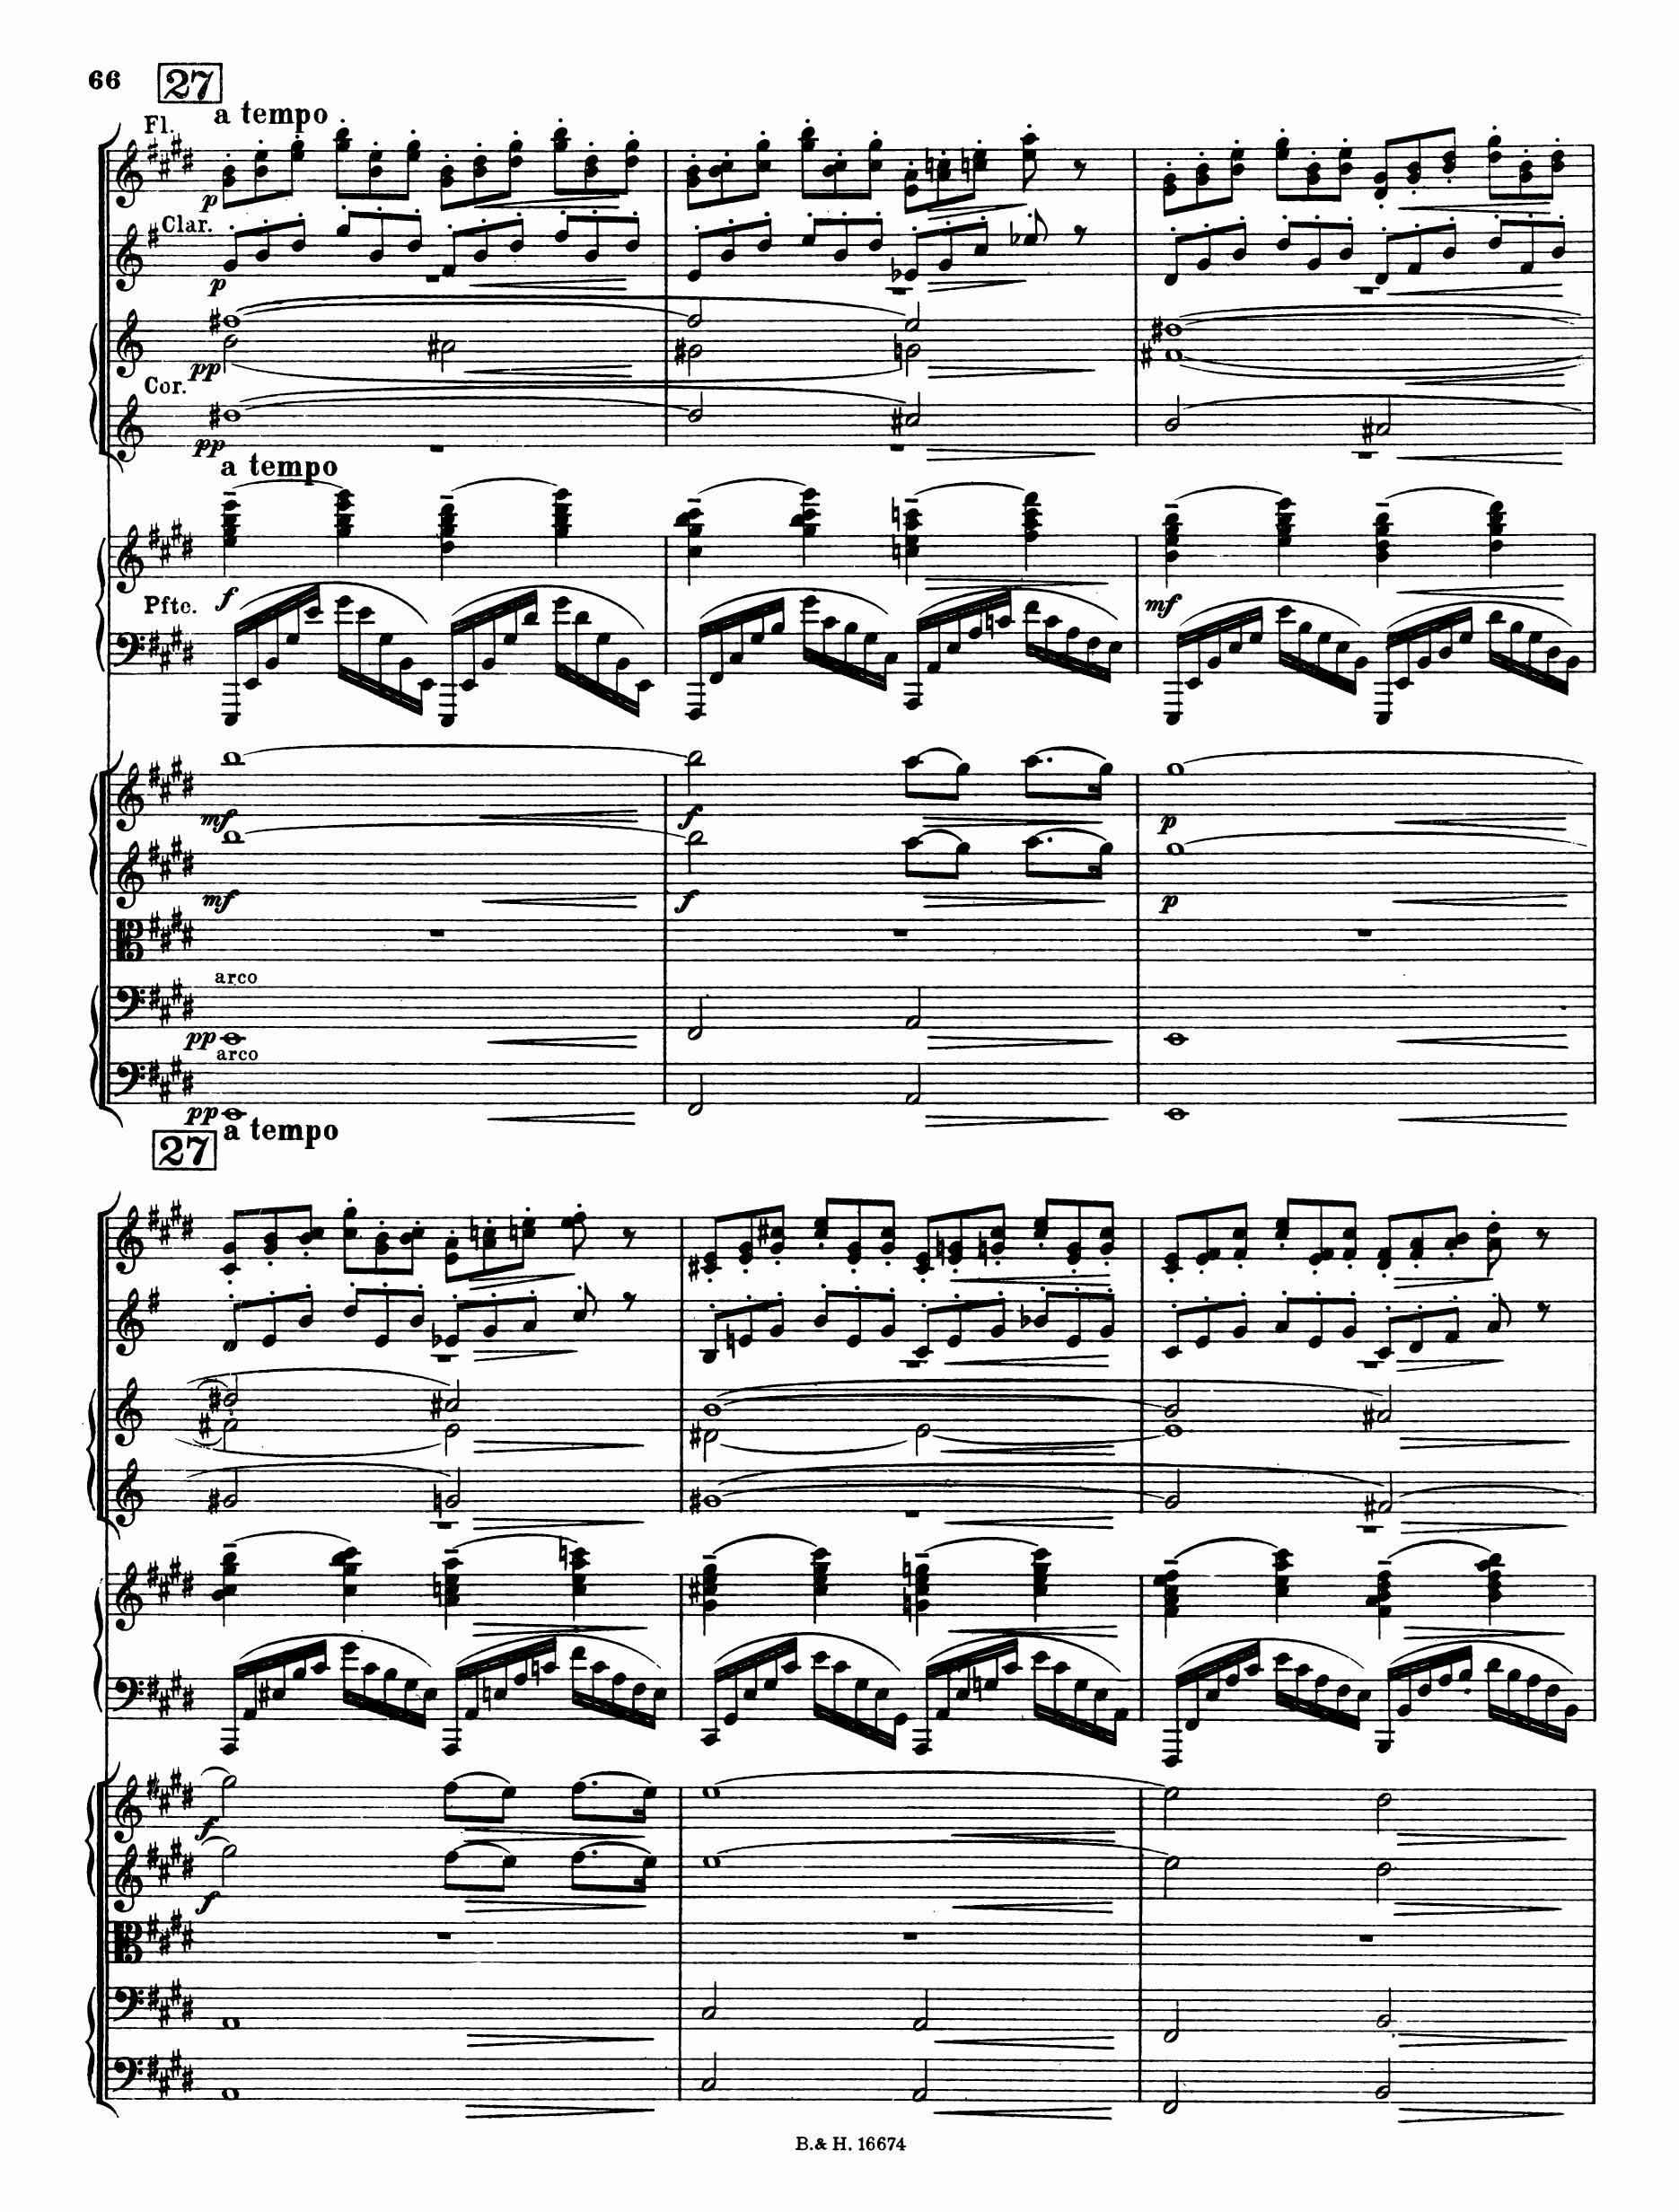 66 27
a tempo
Fl.
p
Clar.
p
pp
Cor.
pp
a tempo
f
Pfte.
mf
mf f p
mf f p
arco
pp
arco
pp
a tempo
27
f
f
B. & H. 16674